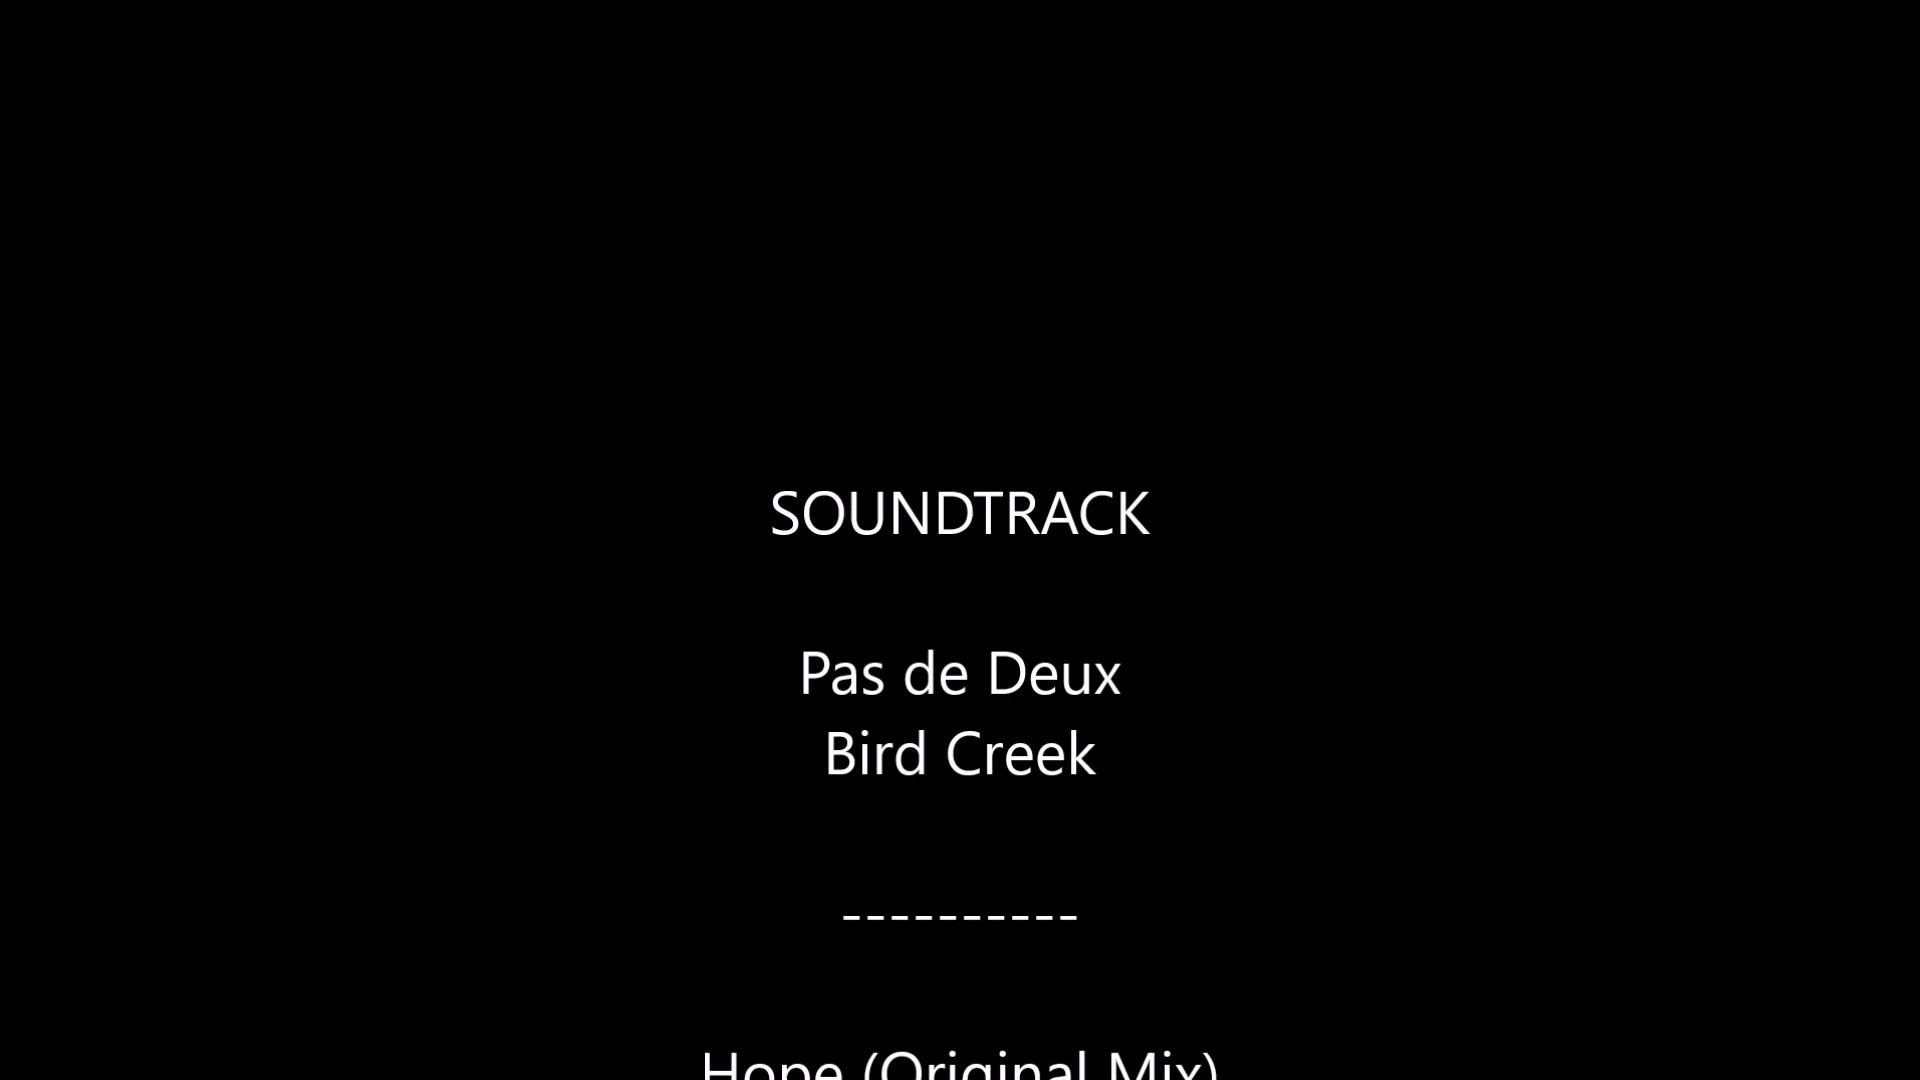 SOUNDTRACK
Pas de Deux
Bird Creek
----------
Hope (Original Mix)